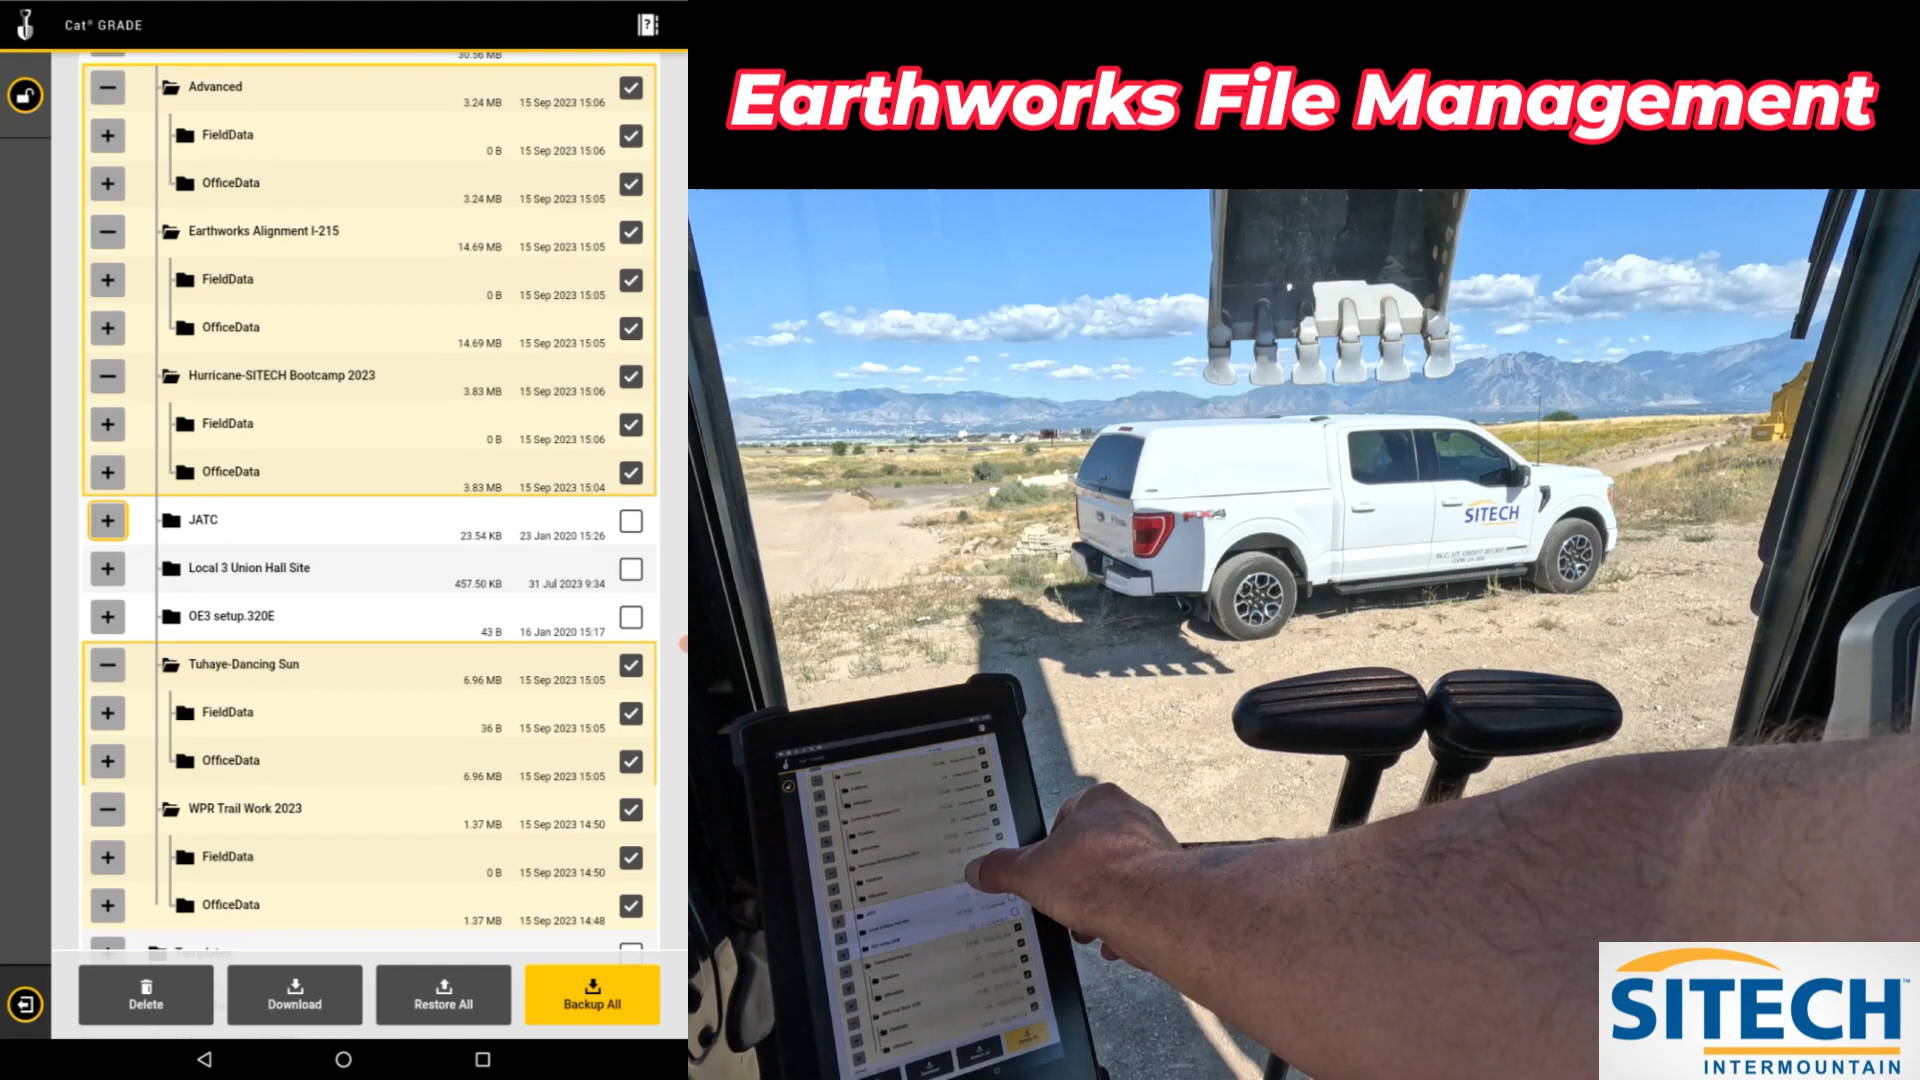 Cat® GRADE
30.56 MB
Advanced
3.24 MB 15 Sep 2023 15:06
FieldData
0 B 15 Sep 2023 15:06
OfficeData
3.24 MB 15 Sep 2023 15:06
Earthworks Alignment I-215
14.69 MB 15 Sep 2023 15:05
FieldData
0 B 15 Sep 2023 15:05
OfficeData
14.69 MB 15 Sep 2023 15:05
Hurricane-SITECH Bootcamp 2023
3.83 MB 15 Sep 2023 15:06
FieldData
0 B 15 Sep 2023 15:06
OfficeData
3.83 MB 15 Sep 2023 15:04
JATC
23.54 KB 23 Jan 2020 15:26
Local 3 Union Hall Site
457.50 KB 31 Jul 2023 9:34
OE3 setup.320E
43 B 16 Jan 2020 15:17
Tuhaye-Dancing Sun
6.96 MB 15 Sep 2023 15:05
FieldData
36 B 15 Sep 2023 15:05
OfficeData
6.96 MB 15 Sep 2023 15:05
WPR Trail Work 2023
1.37 MB 15 Sep 2023 14:50
FieldData
0 B 15 Sep 2023 14:50
OfficeData
1.37 MB 15 Sep 2023 14:48
Templates
Delete
Download
Restore All
Backup All
Earthworks File Management
FX4
SITECH
SITECH™
INTERMOUNTAIN